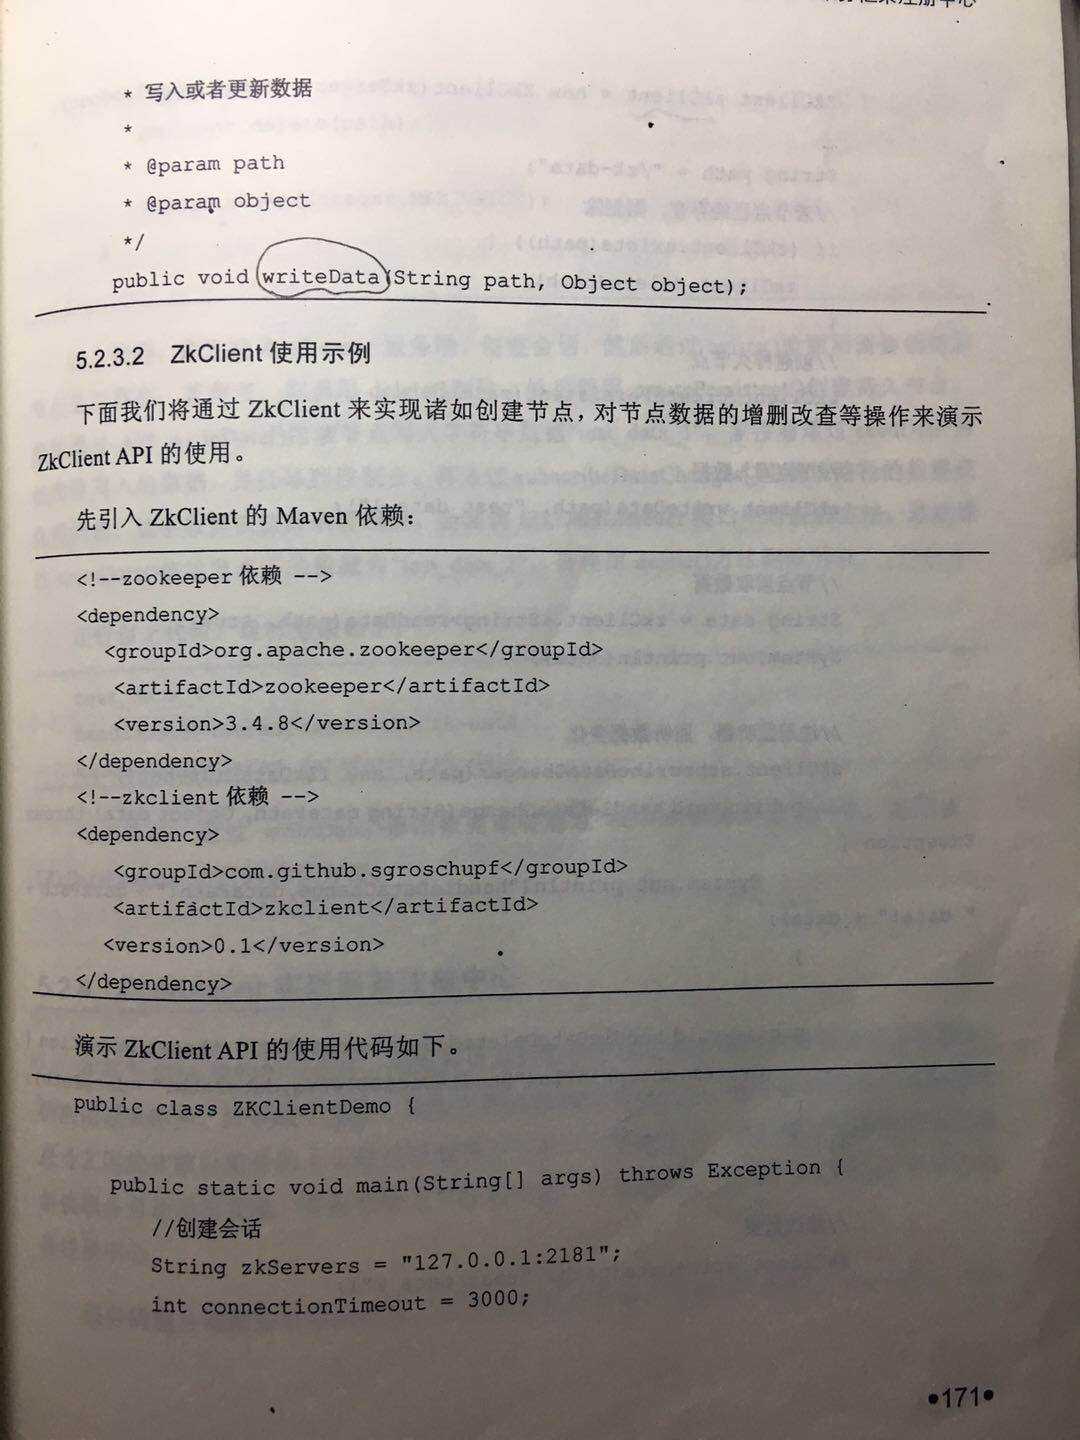 框架注册中心
* 写入或者更新数据
*
* @param path
* @param object
*/
public void writeData(String path, Object object);
5.2.3.2 ZkClient 使用示例
下面我们将通过 ZkClient 来实现诸如创建节点，对节点数据的增删改查等操作来演示
ZkClient API 的使用。
先引入 ZkClient 的 Maven 依赖：
<!--zookeeper 依赖 -->
<dependency>
<groupId>org.apache.zookeeper</groupId>
<artifactId>zookeeper</artifactId>
<version>3.4.8</version>
</dependency>
<!--zkclient 依赖 -->
<dependency>
<groupId>com.github.sgroschupf</groupId>
<artifactId>zkclient</artifactId>
<version>0.1</version>
</dependency>
演示 ZkClient API 的使用代码如下。
public class ZKClientDemo {
public static void main(String[] args) throws Exception {
//创建会话
String zkServers = "127.0.0.1:2181";
int connectionTimeout = 3000;
•171•